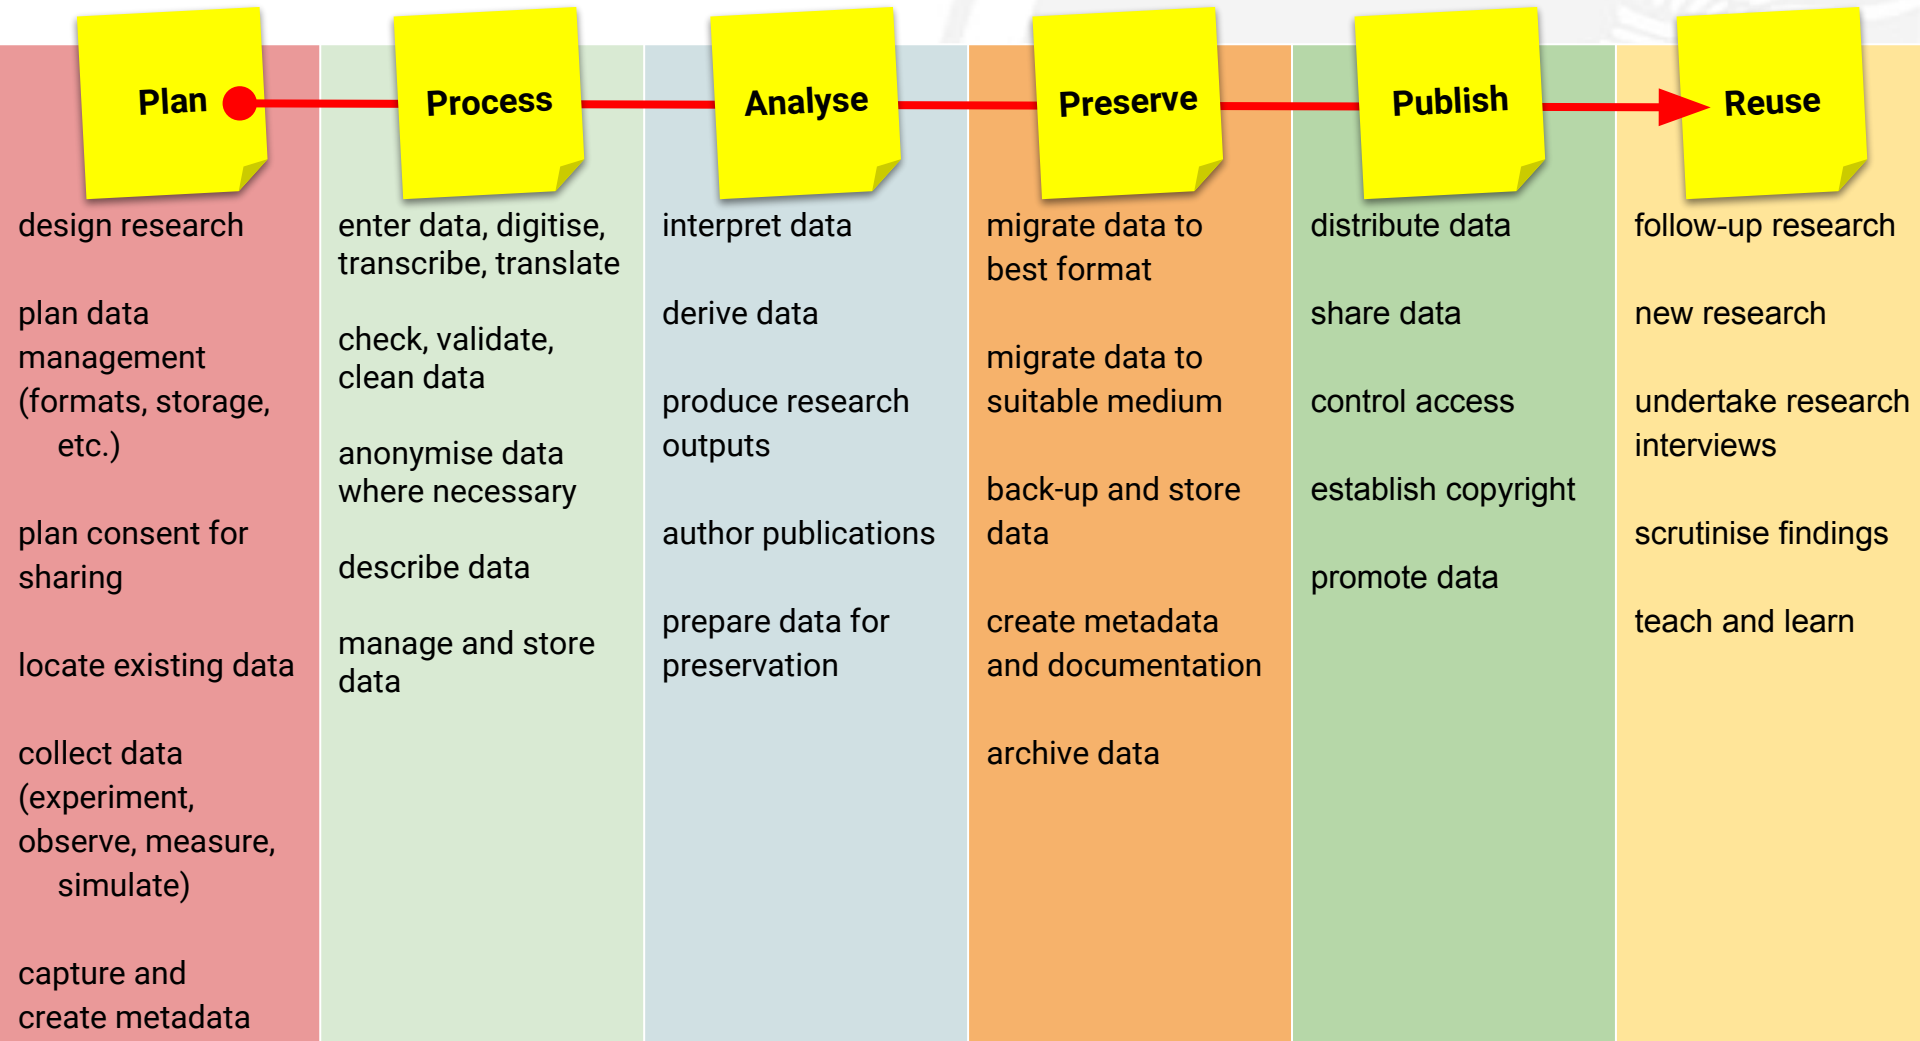 Plan
Process
Analyse
Preserve
Publish
Reuse
design research
plan data
management
(formats, storage,
etc.)
plan consent for
sharing
locate existing data
collect data
(experiment,
observe, measure,
simulate)
capture and
create metadata
enter data, digitise,
transcribe, translate
check, validate,
clean data
anonymise data
where necessary
describe data
manage and store
data
interpret data
derive data
produce research
outputs
author publications
prepare data for
preservation
migrate data to
best format
migrate data to
suitable medium
back-up and store
data
create metadata
and documentation
archive data
distribute data
share data
control access
establish copyright
promote data
follow-up research
new research
undertake research
interviews
scrutinise findings
teach and learn